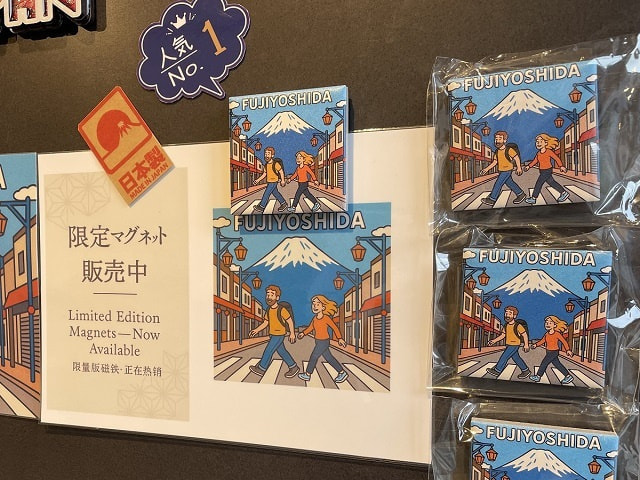 人気
No. 1
日本製
MADE IN JAPAN
限定マグネット
販売中
Limited Edition
Magnets—Now
Available
限量版磁铁·正在热销
FUJIYOSHIDA
FUJIYOSHIDA
FUJIYOSHIDA
FUJIYOSHIDA
FUJIYOSHIDA